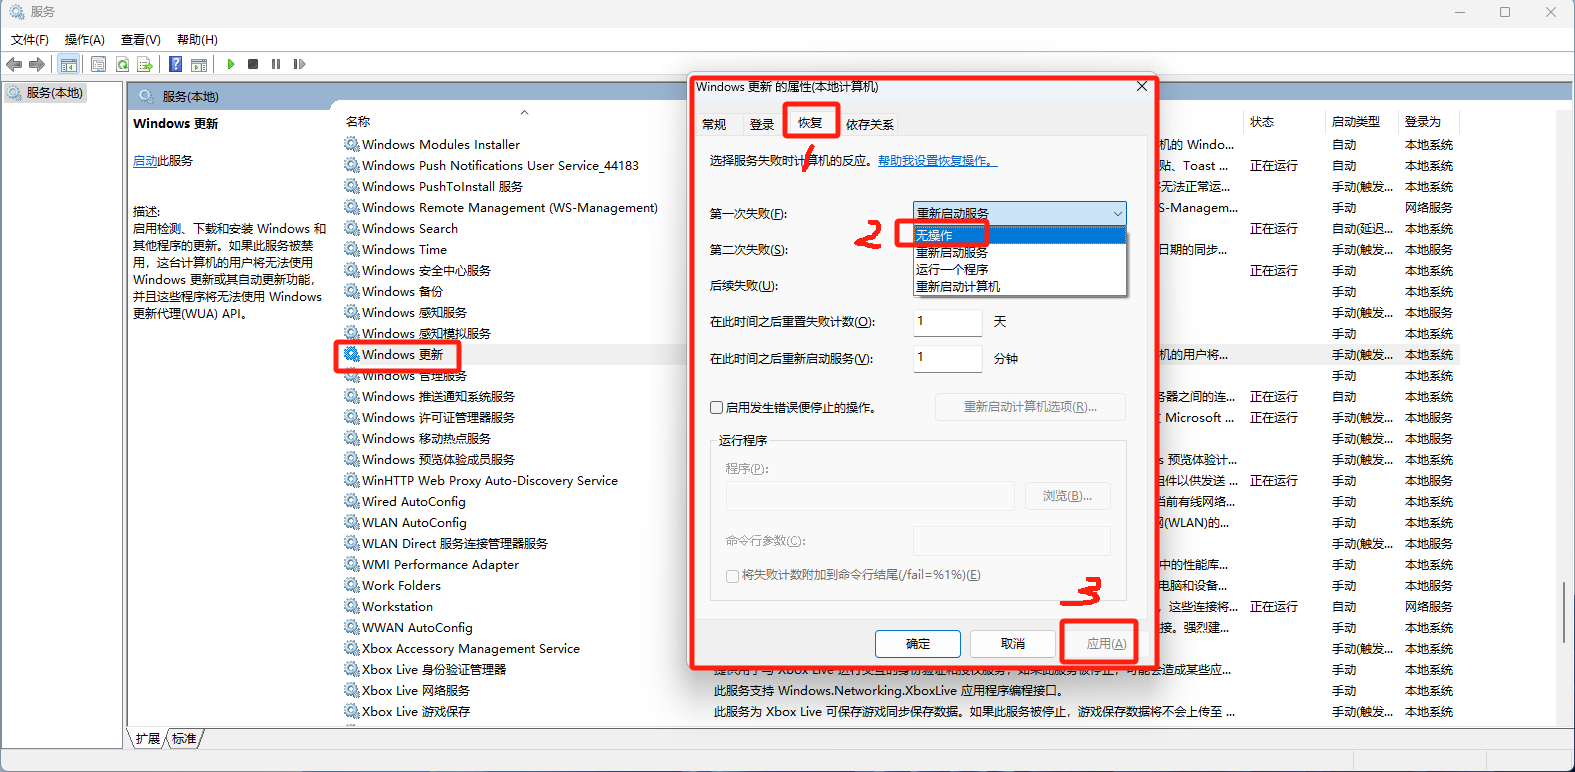 服务
文件(F) 操作(A) 查看(V) 帮助(H)
服务(本地)
服务(本地)
Windows 更新
启动此服务
描述:
启用检测、下载和安装 Windows 和
其他程序的更新。如果此服务被禁
用，这台计算机的用户将无法使用
Windows 更新或其自动更新功能，
并且这些程序将无法使用 Windows
更新代理(WUA) API。
名称 状态 启动类型 登录为
Windows Modules Installer 机的 Windo... 自动 本地系统
Windows Push Notifications User Service_44183 贴、Toast ... 正在运行 自动 本地系统
Windows PushToInstall 服务 无法正常运... 手动(触发... 本地系统
Windows Remote Management (WS-Management) S-Managem... 手动 网络服务
Windows Search 正在运行 自动(延迟... 本地系统
Windows Time 日期的同步... 手动(触发... 本地服务
Windows 安全中心服务 正在运行 手动 本地系统
Windows 备份 手动 本地系统
Windows 感知服务 手动(触发... 本地服务
Windows 感知模拟服务 手动 本地系统
Windows 更新 机的用户将... 手动(触发... 本地系统
Windows 管理服务 手动 本地系统
Windows 推送通知系统服务 务器之间的连... 正在运行 自动 本地系统
Windows 许可证管理器服务 Microsoft ... 正在运行 手动(触发... 本地服务
Windows 移动热点服务 手动(触发... 本地服务
Windows 预览体验成员服务 s 预览体验计... 手动(触发... 本地系统
WinHTTP Web Proxy Auto-Discovery Service 组件以供发送 ... 正在运行 手动 本地服务
Wired AutoConfig 当前有线网络... 手动 本地系统
WLAN AutoConfig (WLAN)的... 手动 本地系统
WLAN Direct 服务连接管理器服务 手动(触发... 本地服务
WMI Performance Adapter 中的性能库... 手动 本地系统
Work Folders 电脑和设备... 手动 本地服务
Workstation ，这些连接将... 正在运行 自动 网络服务
WWAN AutoConfig 接。强烈建... 手动 本地系统
Xbox Accessory Management Service 手动(触发... 本地系统
Xbox Live 身份验证管理器 提供用于与 Xbox Live 进行交互的身份验证和授权服务，如果此服务被停止，可能会造成某些应... 手动 本地系统
Xbox Live 网络服务 此服务支持 Windows.Networking.XboxLive 应用程序编程接口。 手动 本地系统
Xbox Live 游戏保存 此服务为 Xbox Live 可保存游戏同步保存数据。如果此服务被停止，游戏保存数据将不会上传至 ... 手动(触发... 本地系统
扩展 标准
Windows 更新 的属性(本地计算机)
常规 登录 恢复 依存关系
1
选择服务失败时计算机的反应。帮助我设置恢复操作。
第一次失败(F): 重新启动服务
2
无操作
第二次失败(S): 重新启动服务
运行一个程序
后续失败(U): 重新启动计算机
在此时间之后重置失败计数(O): 1 天
在此时间之后重新启动服务(V): 1 分钟
启用发生错误便停止的操作。 重新启动计算机选项(R)...
运行程序
程序(P):
浏览(B)...
命令行参数(C):
将失败计数附加到命令行结尾(/fail=%1%)(E)
3
确定 取消 应用(A)